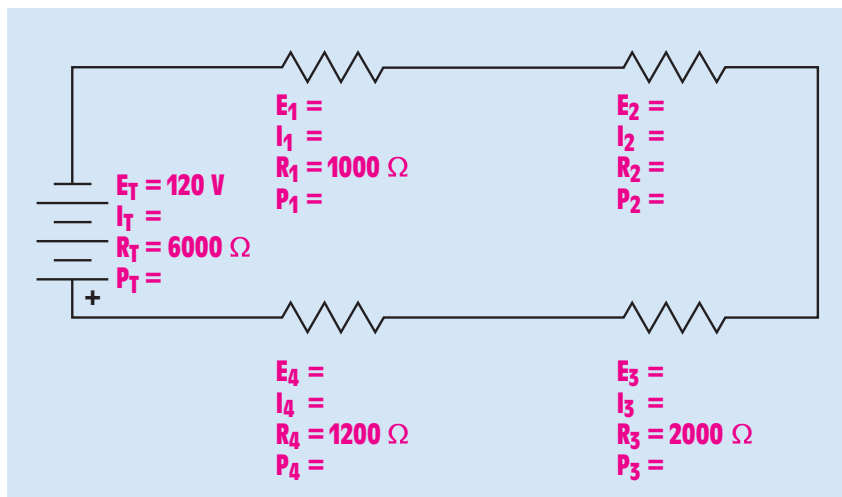 E1 =
I1 =
R1 = 1000 Ω
P1 =
E2 =
I2 =
R2 =
P2 =
ET = 120 V
IT =
RT = 6000 Ω
PT =
+
E4 =
I4 =
R4 = 1200 Ω
P4 =
E3 =
I3 =
R3 = 2000 Ω
P3 =